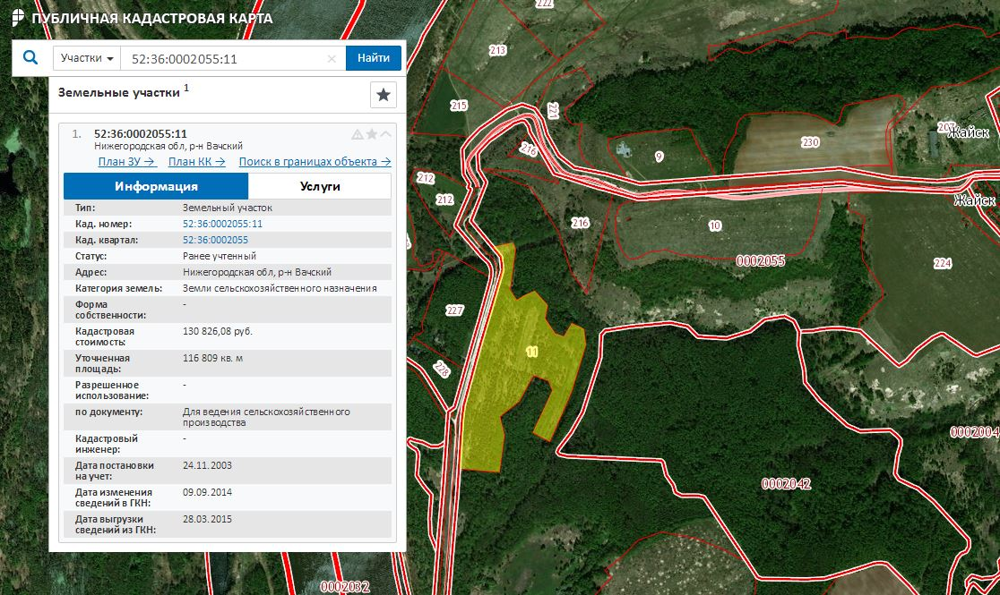 ПУБЛИЧНАЯ КАДАСТРОВАЯ КАРТА
Участки 52:36:0002055:11 × Найти
Земельные участки 1
1. 52:36:0002055:11
Нижегородская обл, р-н Вачский
План ЗУ → План КК → Поиск в границах объекта →
Информация Услуги
Тип: Земельный участок
Кад. номер: 52:36:0002055:11
Кад. квартал: 52:36:0002055
Статус: Ранее учтенный
Адрес: Нижегородская обл, р-н Вачский
Категория земель: Земли сельскохозяйственного назначения
Форма
собственности: -
Кадастровая
стоимость: 130 826,08 руб.
Уточненная
площадь: 116 809 кв. м
Разрешенное
использование: -
по документу: Для ведения сельскохозяйственного
производства
Кадастровый
инженер: -
Дата постановки
на учет: 24.11.2003
Дата изменения
сведений в ГКН: 09.09.2014
Дата выгрузки
сведений из ГКН: 28.03.2015
222
213
215
221
207
Жайск
230
216
9
212
212
Жайск
216
10
0002055
224
227
11
228
0002004
0002042
0002032